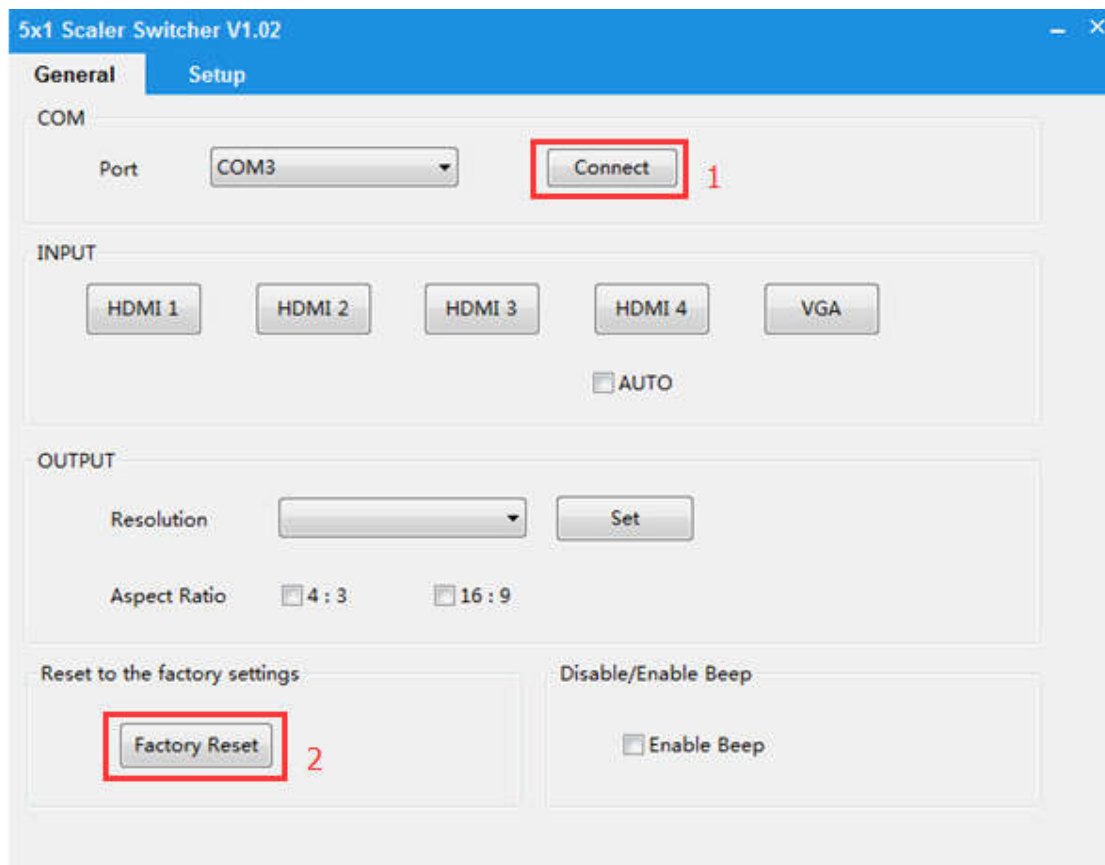 5x1 Scaler Switcher V1.02
General Setup
COM
Port COM3 Connect 1
INPUT
HDMI 1 HDMI 2 HDMI 3 HDMI 4 VGA
AUTO
OUTPUT
Resolution Set
Aspect Ratio 4 : 3 16 : 9
Reset to the factory settings Disable/Enable Beep
Factory Reset 2 Enable Beep